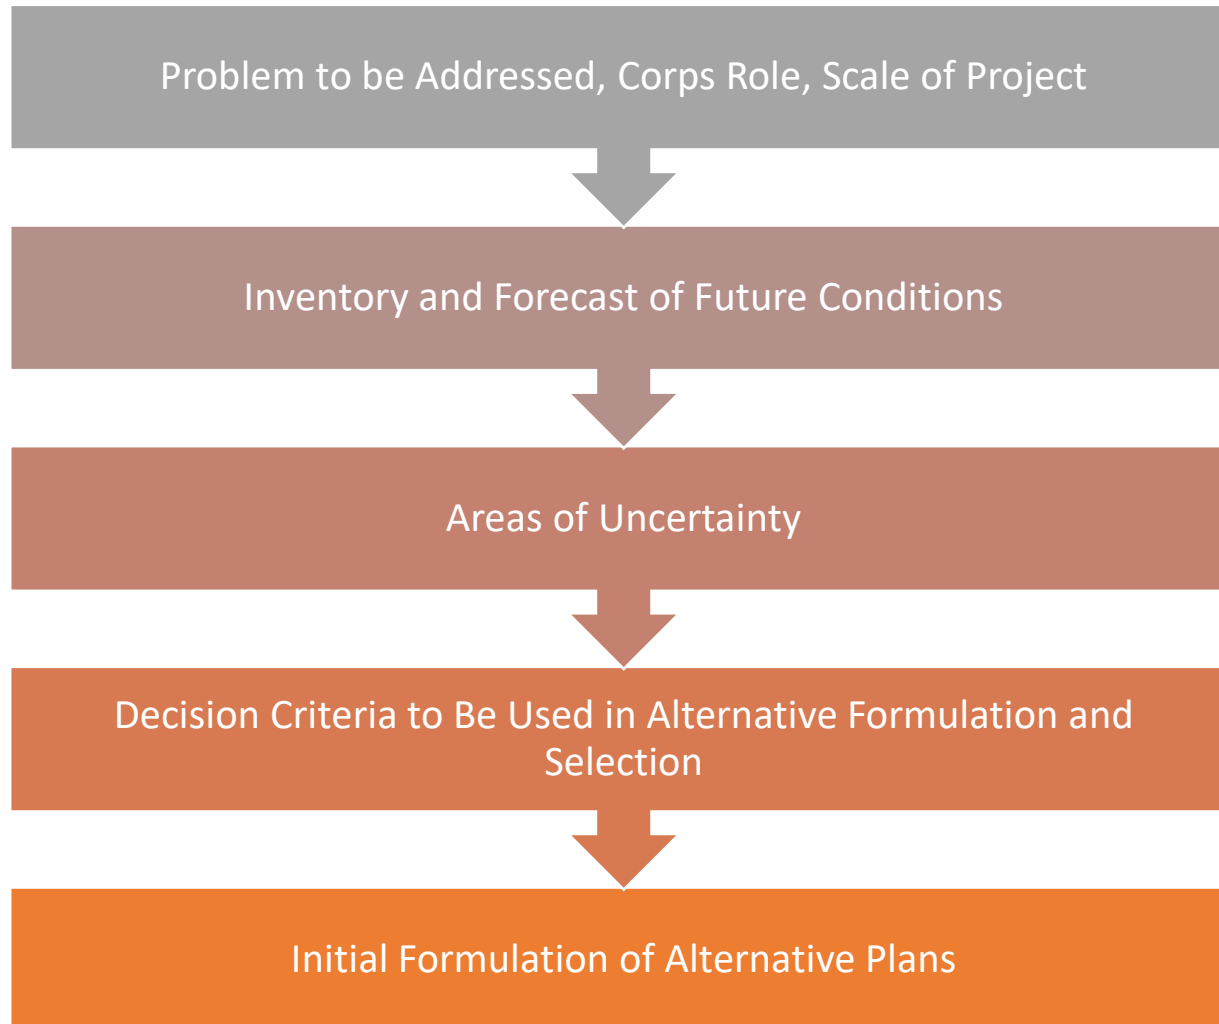 Problem to be Addressed, Corps Role, Scale of Project
Inventory and Forecast of Future Conditions
Areas of Uncertainty
Decision Criteria to Be Used in Alternative Formulation and
Selection
Initial Formulation of Alternative Plans